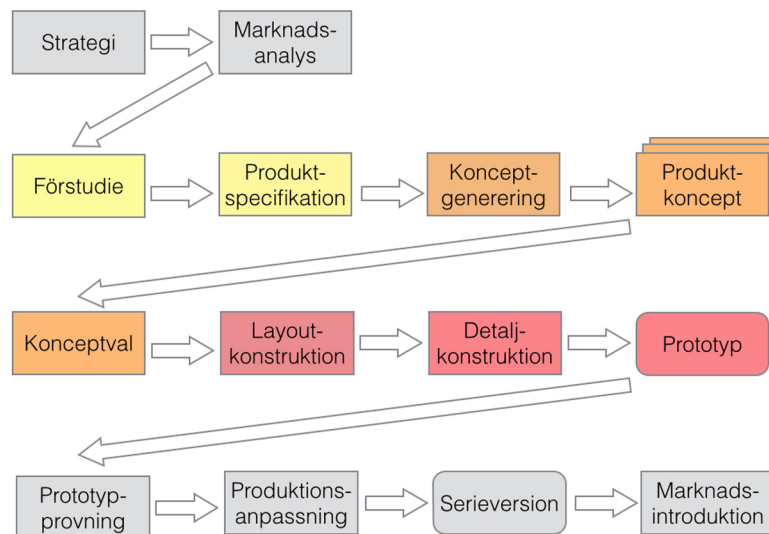 Strategi
Marknads-
analys
Förstudie
Produkt-
specifikation
Koncept-
generering
Produkt-
koncept
Konceptval
Layout-
konstruktion
Detalj-
konstruktion
Prototyp
Prototyp-
provning
Produktions-
anpassning
Serieversion
Marknads-
introduktion